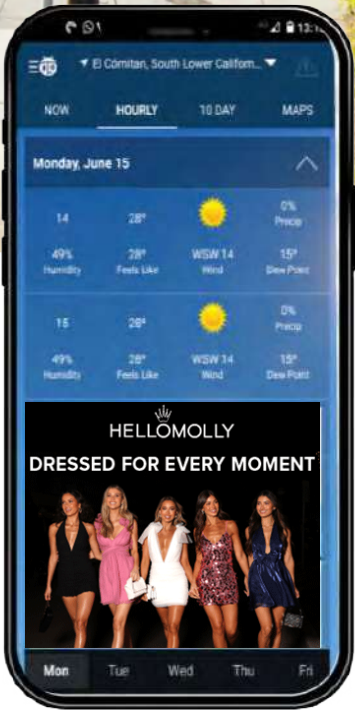 13:1
El Comitan, South Lower Californ...
NOW HOURLY 10 DAY MAPS
Monday, June 15
14 28° 0%
Precip
49% 28° WSW 14 15°
Humidity Feels Like Wind Dew Point
15 28° 0%
Precip
49% 28° WSW 14 15°
Humidity Feels Like Wind Dew Point
HELLOMOLLY
DRESSED FOR EVERY MOMENT
Mon Tue Wed Thu Fri